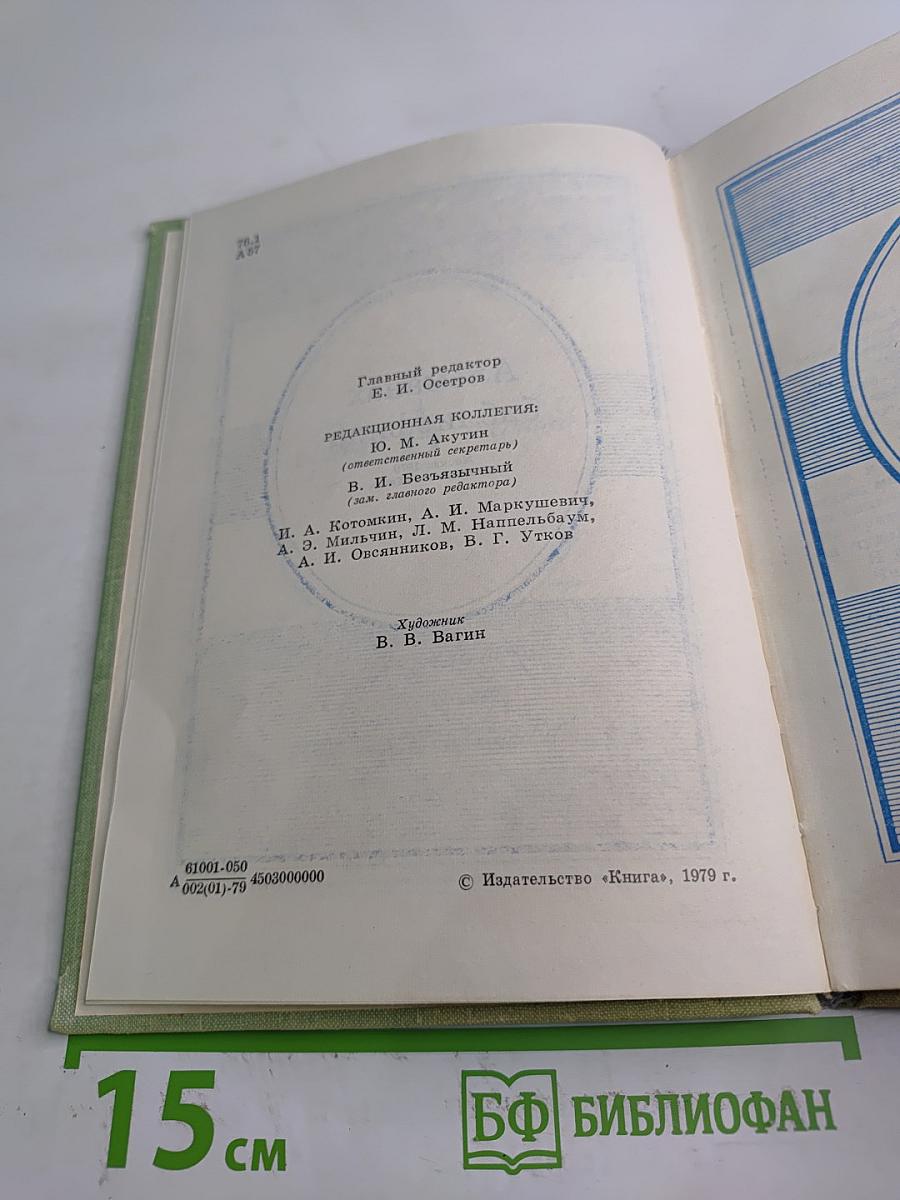 76.1
А 57
Главный редактор
Е. И. Осетров
РЕДАКЦИОННАЯ КОЛЛЕГИЯ:
Ю. М. Акутин
(ответственный секретарь)
В. И. Безъязычный
(зам. главного редактора)
И. А. Котомкин, А. И. Маркушевич,
А. Э. Мильчин, Л. М. Наппельбаум,
А. И. Овсянников, В. Г. Утков
Художник
В. В. Вагин
А 61001-050
002(01)-79 4503000000
© Издательство «Книга», 1979 г.
15 см
БФ БИБЛИОФАН